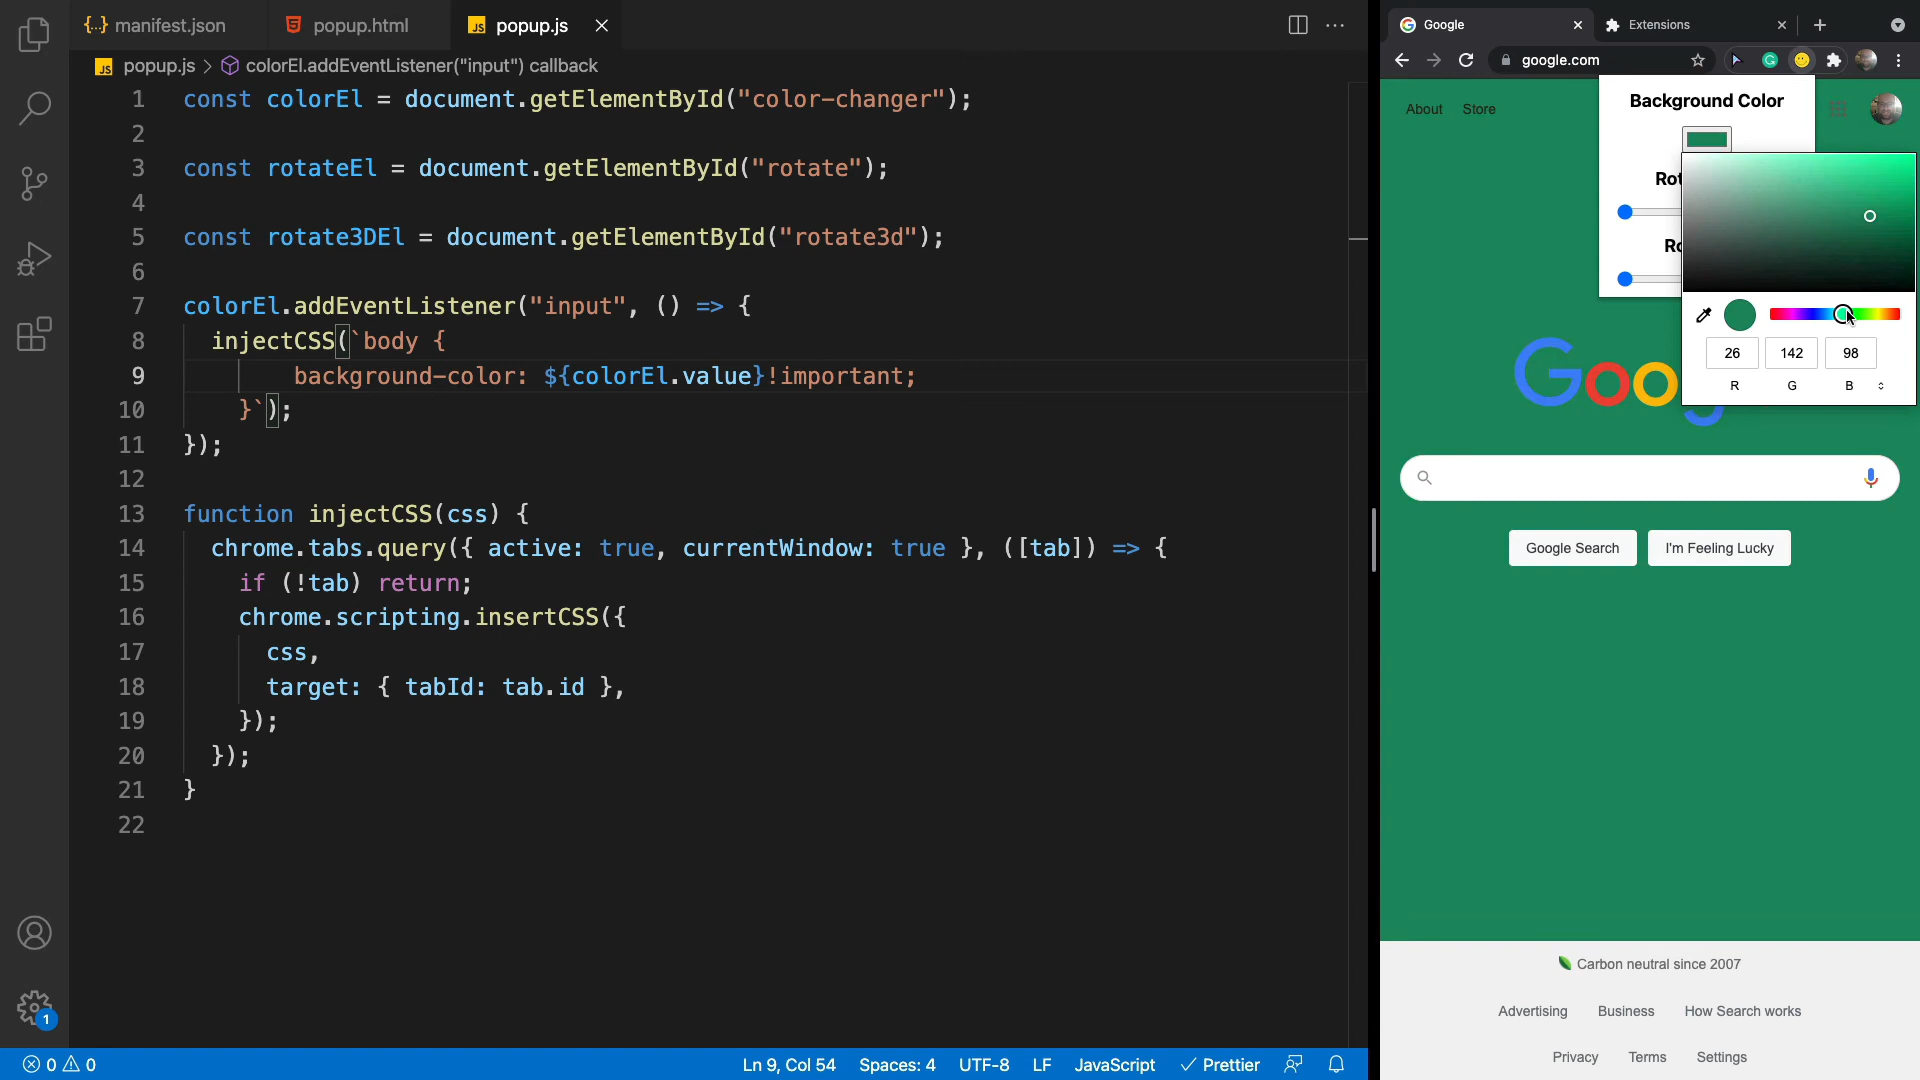 manifest.json
popup.html
popup.js
popup.js > colorEl.addEventListener("input") callback
1 const colorEl = document.getElementById("color-changer");
2
3 const rotateEl = document.getElementById("rotate");
4
5 const rotate3DEl = document.getElementById("rotate3d");
6
7 colorEl.addEventListener("input", () => {
8 injectCSS(`body {
9 background-color: ${colorEl.value}!important;
10 }`);
11 });
12
13 function injectCSS(css) {
14 chrome.tabs.query({ active: true, currentWindow: true }, ([tab]) => {
15 if (!tab) return;
16 chrome.scripting.insertCSS({
17 css,
18 target: { tabId: tab.id },
19 });
20 });
21 }
22
1
0 0
Ln 9, Col 54 Spaces: 4 UTF-8 LF JavaScript Prettier
Google
Extensions
google.com
About Store
Background Color
26 142 98
R G B
Google Search
I'm Feeling Lucky
Carbon neutral since 2007
Advertising Business How Search works
Privacy Terms Settings